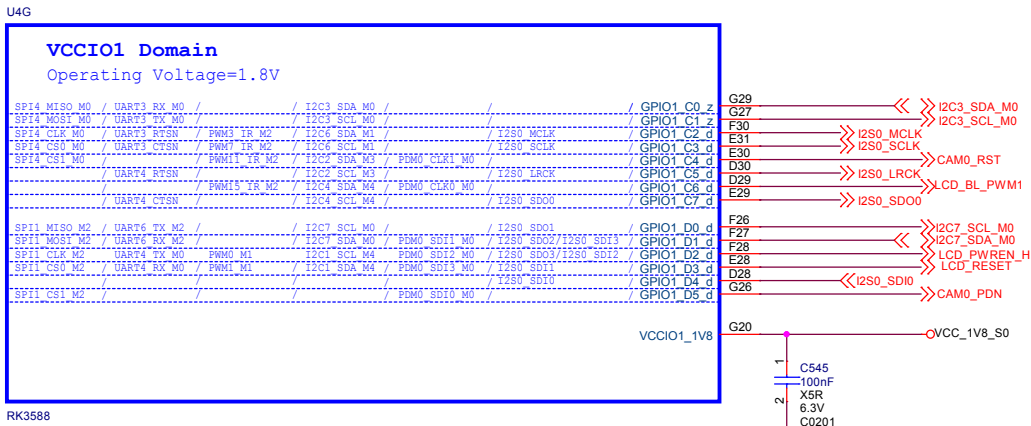 U4G
VCCIO1 Domain
Operating Voltage=1.8V
SPI4_MISO_M0 / UART3_RX_M0 / / I2C3_SDA_M0 / / / GPIO1_C0_z G29 I2C3_SDA_M0
SPI4_MOSI_M0 / UART3_TX_M0 / / I2C3_SCL_M0 / / / GPIO1_C1_z G27 I2C3_SCL_M0
SPI4_CLK_M0 / UART3_RTSN / PWM3_IR_M2 / I2C6_SDA_M1 / / I2S0_MCLK / GPIO1_C2_d F30 I2S0_MCLK
SPI4_CS0_M0 / UART3_CTSN / PWM7_IR_M2 / I2C6_SCL_M1 / / I2S0_SCLK / GPIO1_C3_d E31 I2S0_SCLK
SPI4_CS1_M0 / / PWM11_IR_M2 / I2C2_SDA_M3 / PDM0_CLK1_M0 / / GPIO1_C4_d E30 CAM0_RST
/ UART4_RTSN / / I2C2_SCL_M3 / / I2S0_LRCK / GPIO1_C5_d D30 I2S0_LRCK
/ / PWM15_IR_M2 / I2C4_SDA_M4 / PDM0_CLK0_M0 / / GPIO1_C6_d D29 LCD_BL_PWM1
/ UART4_CTSN / / I2C4_SCL_M4 / / I2S0_SDO0 / GPIO1_C7_d E29 I2S0_SDO0
SPI1_MISO_M2 / UART6_TX_M2 / / I2C7_SCL_M0 / / I2S0_SDO1 / GPIO1_D0_d F26 I2C7_SCL_M0
SPI1_MOSI_M2 / UART6_RX_M2 / / I2C7_SDA_M0 / PDM0_SDI1_M0 / I2S0_SDO2/I2S0_SDI3 / GPIO1_D1_d F27 I2C7_SDA_M0
SPI1_CLK_M2 / UART4_TX_M0 / PWM0_M1 / I2C1_SCL_M4 / PDM0_SDI2_M0 / I2S0_SDO3/I2S0_SDI2 / GPIO1_D2_d F28 LCD_PWREN_H
SPI1_CS0_M2 / UART4_RX_M0 / PWM1_M1 / I2C1_SDA_M4 / PDM0_SDI3_M0 / I2S0_SDI1 / GPIO1_D3_d E28 LCD_RESET
/ / / / / I2S0_SDI0 / GPIO1_D4_d D28 I2S0_SDI0
SPI1_CS1_M2 / / / / PDM0_SDI0_M0 / / GPIO1_D5_d G26 CAM0_PDN
VCCIO1_1V8 G20 VCC_1V8_S0
1
C545
100nF
X5R
2
6.3V
C0201
RK3588